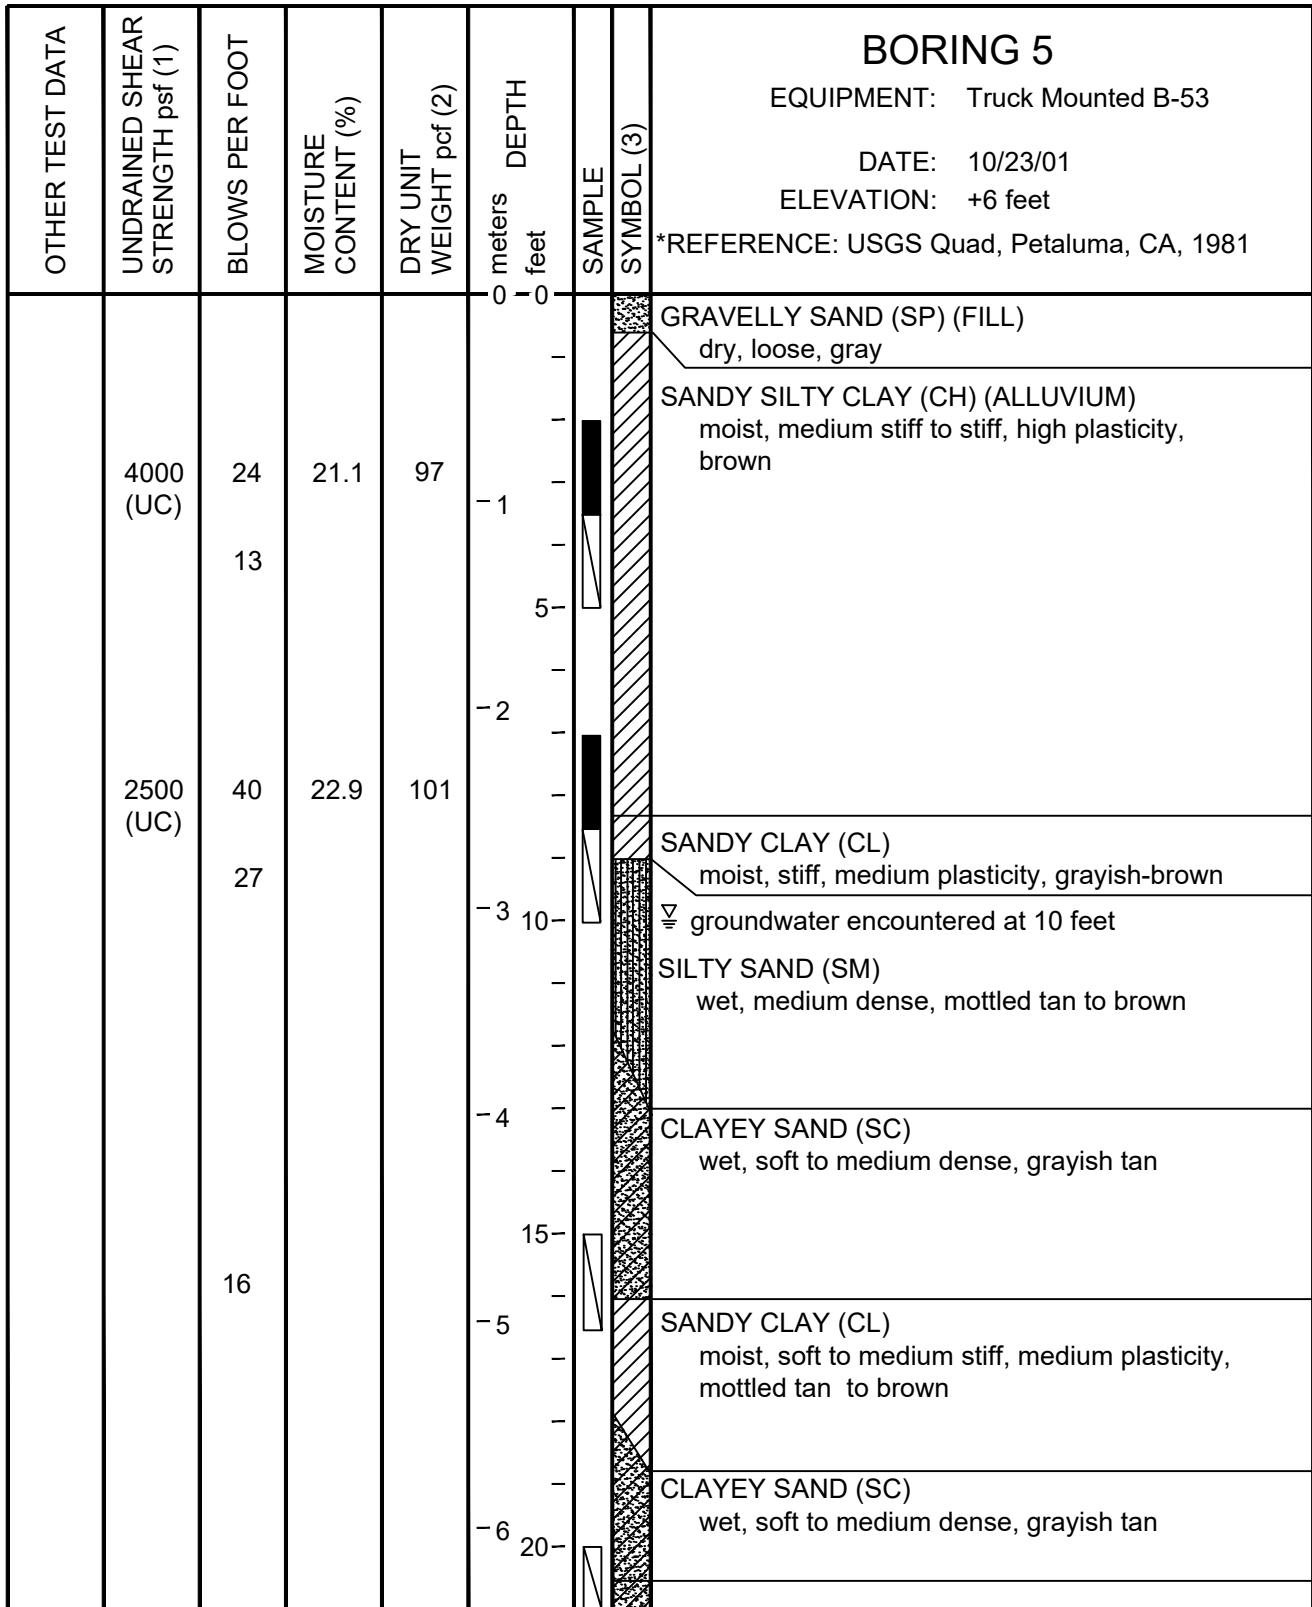 OTHER TEST DATA
UNDRAINED SHEAR
STRENGTH psf (1)
BLOWS PER FOOT
MOISTURE
CONTENT (%)
DRY UNIT
WEIGHT pcf (2)
meters
feet
DEPTH
SAMPLE
SYMBOL (3)
BORING 5
EQUIPMENT: Truck Mounted B-53
DATE: 10/23/01
ELEVATION: +6 feet
*REFERENCE: USGS Quad, Petaluma, CA, 1981
0 0
GRAVELLY SAND (SP) (FILL)
dry, loose, gray
SANDY SILTY CLAY (CH) (ALLUVIUM)
moist, medium stiff to stiff, high plasticity,
brown
4000 24 21.1 97
(UC)
1
13
5
2
2500 40 22.9 101
(UC)
SANDY CLAY (CL)
moist, stiff, medium plasticity, grayish-brown
27
3 10
groundwater encountered at 10 feet
SILTY SAND (SM)
wet, medium dense, mottled tan to brown
4
CLAYEY SAND (SC)
wet, soft to medium dense, grayish tan
15
16
5
SANDY CLAY (CL)
moist, soft to medium stiff, medium plasticity,
mottled tan to brown
CLAYEY SAND (SC)
wet, soft to medium dense, grayish tan
6 20